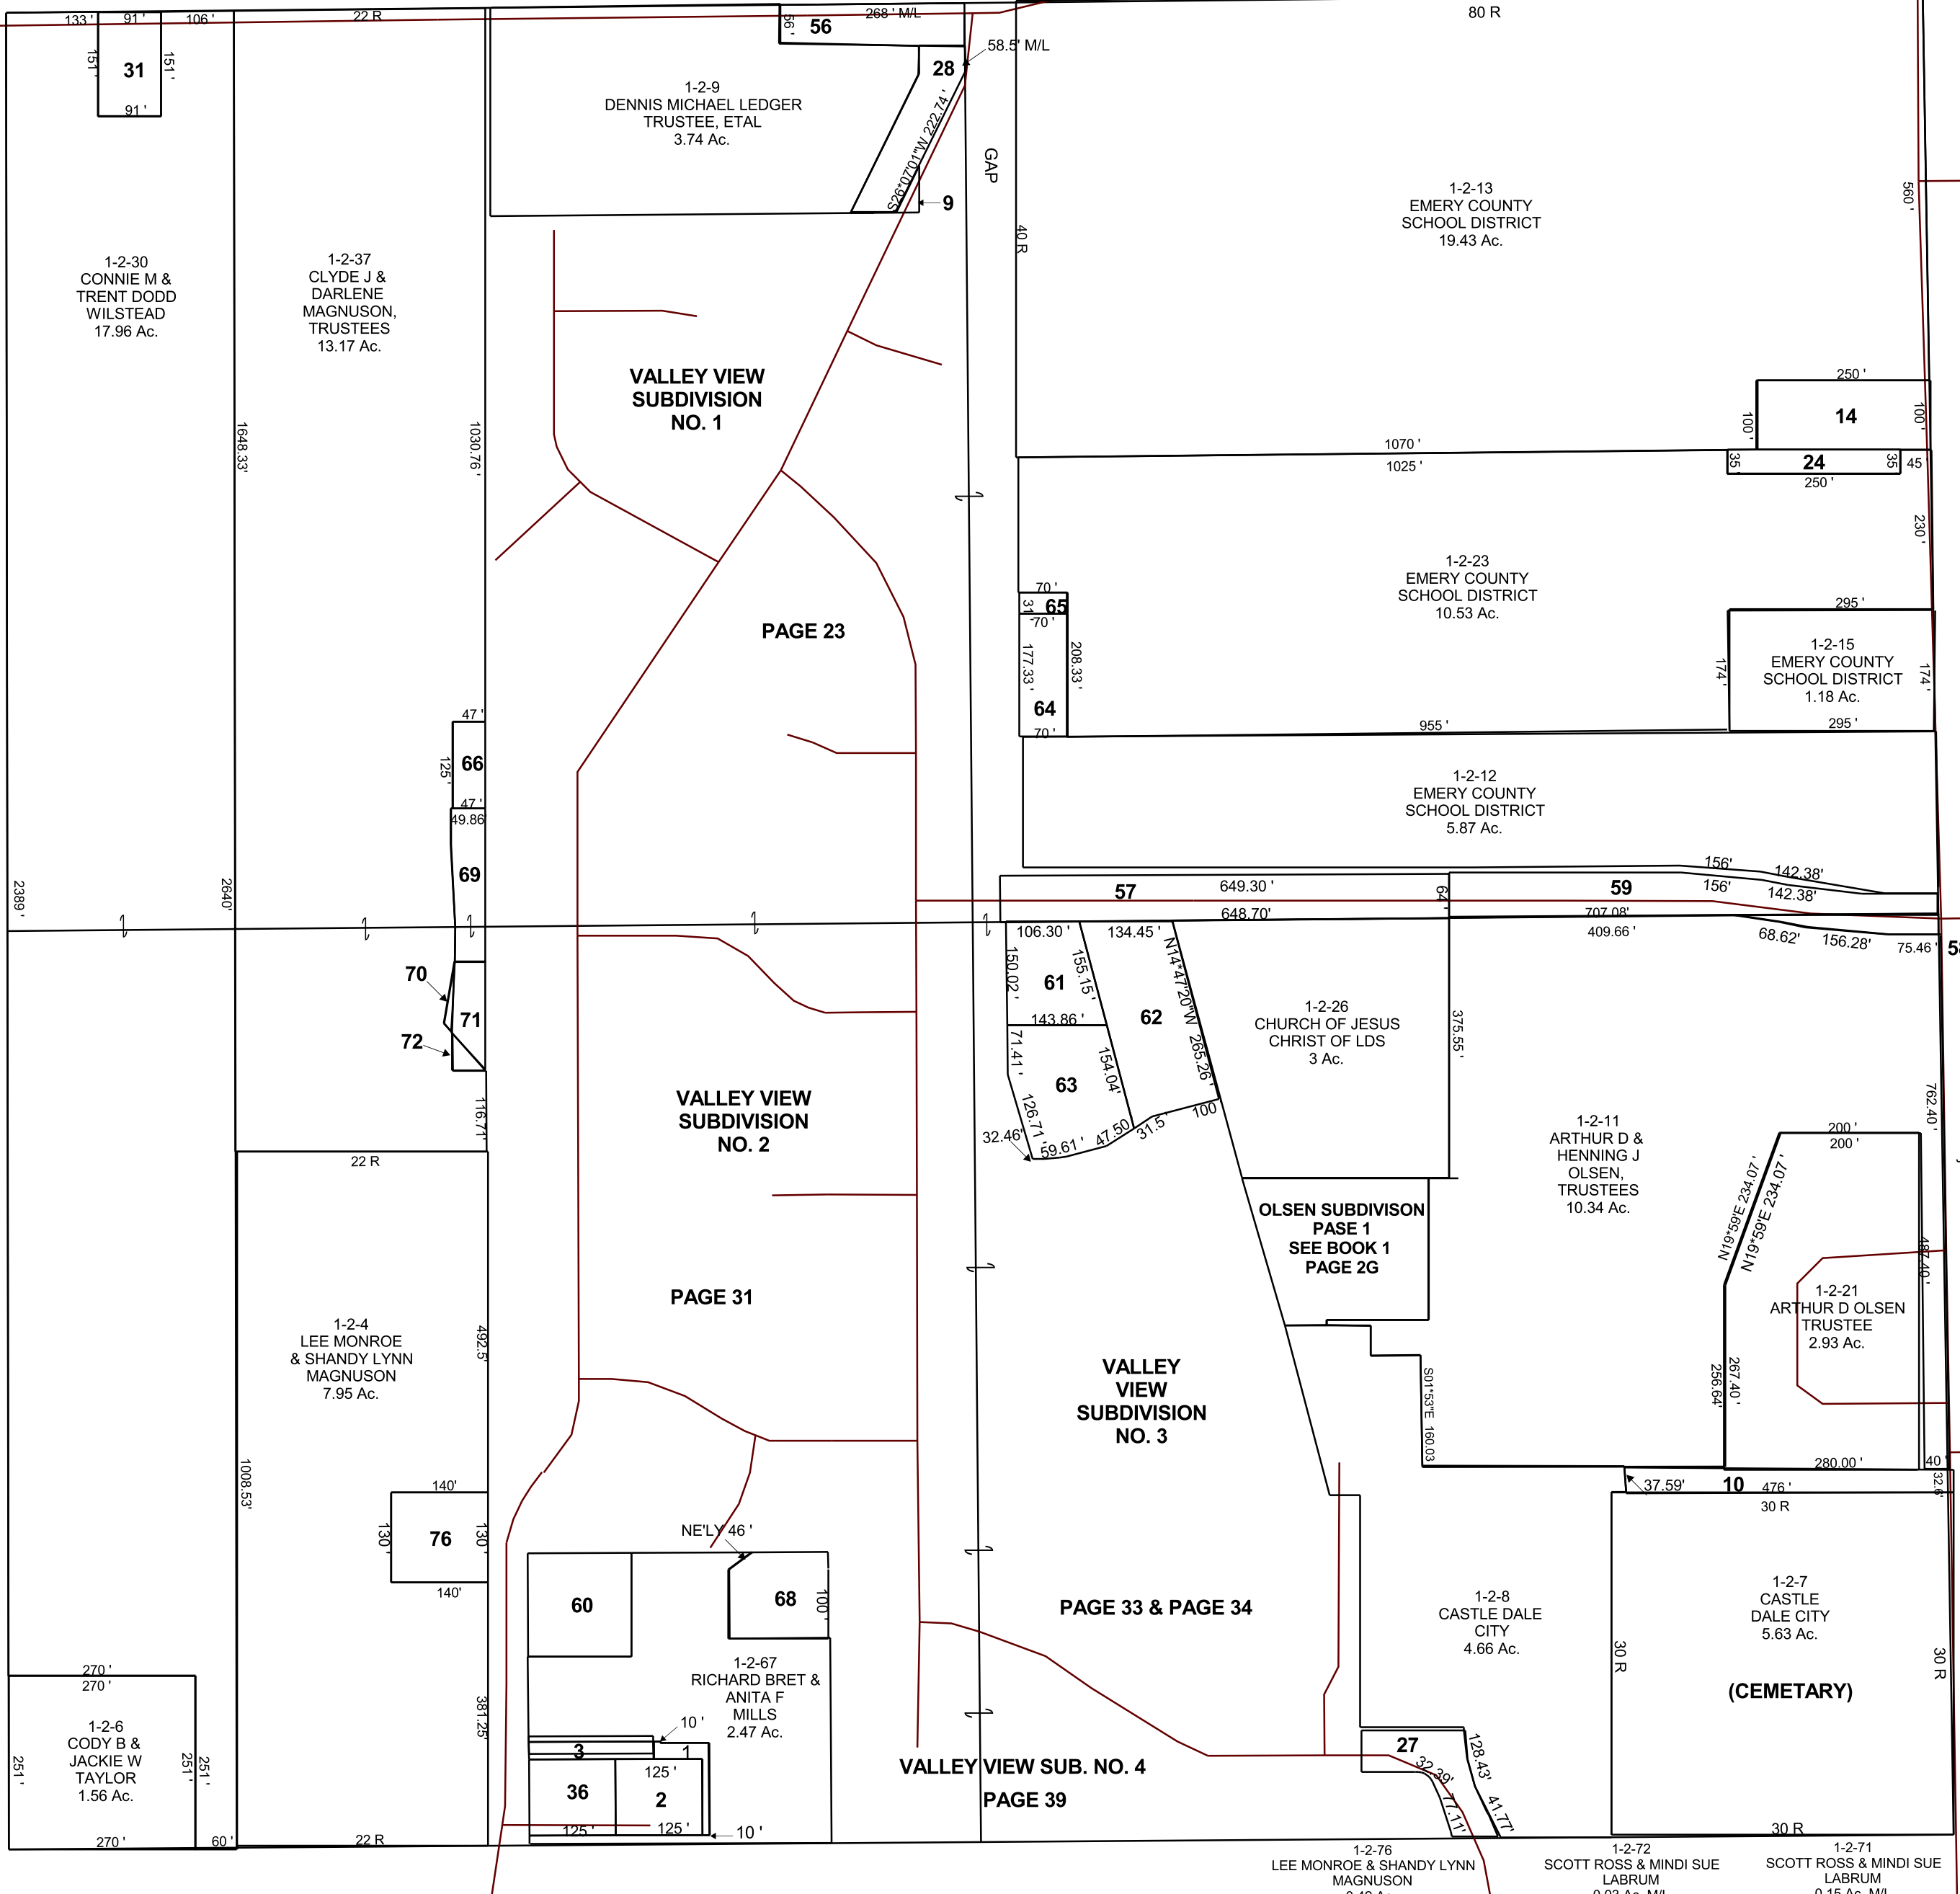 133 '
91 '
106 '
22 R
151 '
31
151 '
91 '
56 '
56
268 ' M/L
58.5' M/L
28
80 R
1-2-9
DENNIS MICHAEL LEDGER
TRUSTEE, ETAL
3.74 Ac.
S26*07'01"W 222.74 '
9
GAP
40 R
1-2-13
EMERY COUNTY
SCHOOL DISTRICT
19.43 Ac.
560 '
1-2-30
CONNIE M &
TRENT DODD
WILSTEAD
17.96 Ac.
1-2-37
CLYDE J &
DARLENE
MAGNUSON,
TRUSTEES
13.17 Ac.
VALLEY VIEW
SUBDIVISION
NO. 1
1648.33'
1030.76 '
250 '
100 '
14
100 '
1070 '
1025 '
35 '
24
35
45 '
250 '
230 '
1-2-23
EMERY COUNTY
SCHOOL DISTRICT
10.53 Ac.
70 '
31
65
70 '
177.33 '
208.33 '
64
70 '
PAGE 23
295 '
1-2-15
EMERY COUNTY
SCHOOL DISTRICT
1.18 Ac.
174 '
174 '
955 '
295 '
47 '
66
125 '
47 '
49.86
69
1-2-12
EMERY COUNTY
SCHOOL DISTRICT
5.87 Ac.
2389 '
2640'
57
649.30 '
64'
648.70'
156'
142.38'
59
156'
142.38'
707.08'
409.66 '
68.62'
156.28'
75.46 '
106.30 '
134.45 '
150.02 '
155.15 '
61
143.86 '
N14*47'20"W 265.26 '
62
71.41 '
154.04'
63
126.71 '
32.46'
59.61 '
47.50
31.5'
100
1-2-26
CHURCH OF JESUS
CHRIST OF LDS
3 Ac.
375.55 '
70
71
72
116.71'
22 R
VALLEY VIEW
SUBDIVISION
NO. 2
1-2-11
ARTHUR D &
HENNING J
OLSEN,
TRUSTEES
10.34 Ac.
762.40 '
200 '
200 '
N19*59'E 234.07 '
N19*59'E 234.07 '
487.40 '
OLSEN SUBDIVISON
PASE 1
SEE BOOK 1
PAGE 2G
PAGE 31
1-2-21
ARTHUR D OLSEN
TRUSTEE
2.93 Ac.
1-2-4
LEE MONROE
& SHANDY LYNN
MAGNUSON
7.95 Ac.
492.5'
VALLEY
VIEW
SUBDIVISION
NO. 3
S01*53"E 160.03
256.64'
267.40 '
280.00 '
40 '
37.59'
10
476 '
32.6'
30 R
1008.53'
140'
130 '
76
130 '
140'
NE'LY 46 '
60
68
100 '
PAGE 33 & PAGE 34
1-2-8
CASTLE DALE
CITY
4.66 Ac.
1-2-7
CASTLE
DALE CITY
5.63 Ac.
30 R
30 R
(CEMETARY)
270 '
270 '
1-2-6
CODY B &
JACKIE W
TAYLOR
1.56 Ac.
251 '
251'
251 '
381.25'
1-2-67
RICHARD BRET &
ANITA F
MILLS
2.47 Ac.
10 '
3
1
125 '
36
2
VALLEY VIEW SUB. NO. 4
PAGE 39
27
32.39'
128.43'
77.11'
41.77'
270 '
60 '
22 R
125 '
125 '
10 '
30 R
1-2-76
LEE MONROE & SHANDY LYNN
MAGNUSON
1-2-72
SCOTT ROSS & MINDI SUE
LABRUM
1-2-71
SCOTT ROSS & MINDI SUE
LABRUM